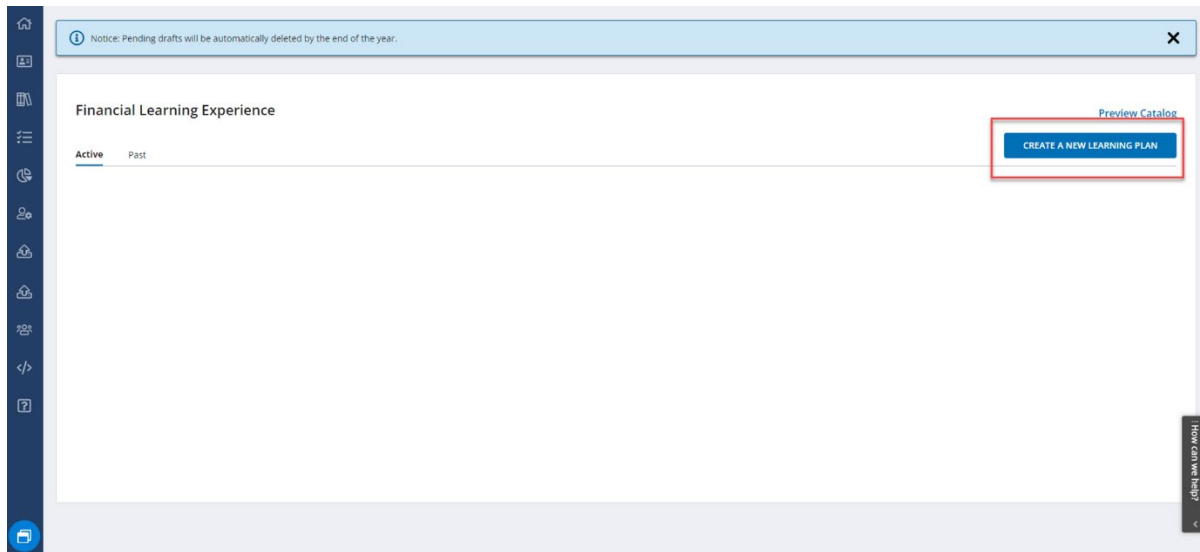 Notice: Pending drafts will be automatically deleted by the end of the year.
Financial Learning Experience
Preview Catalog
CREATE A NEW LEARNING PLAN
Active
Past
How can we help?